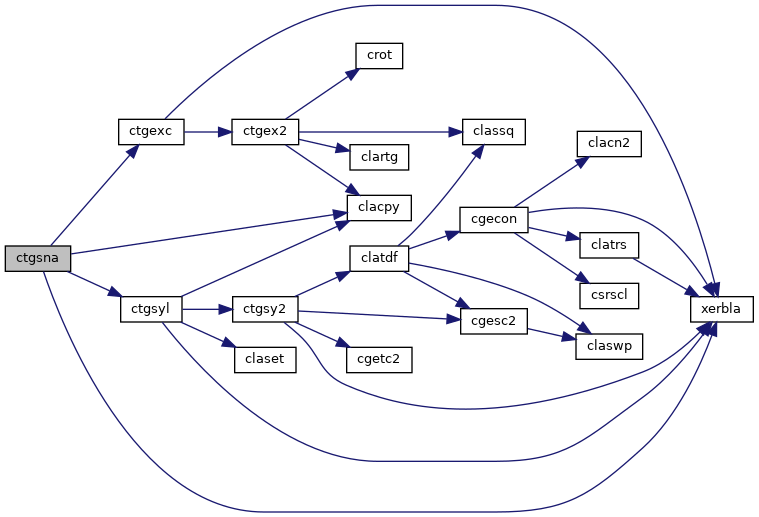 crot
ctgexc
ctgex2
classq
clacn2
clartg
clacpy
cgecon
clatrs
ctgsna
clatdf
csrscl
ctgsyl
ctgsy2
xerbla
cgesc2
claswp
claset
cgetc2